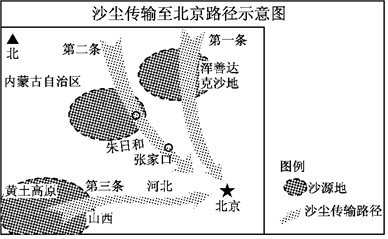 沙尘传输至北京路径示意图
北
第二条
第一条
内蒙古自治区
浑善达
克沙地
朱日和
张家口
黄土高原
第三条
河北
山西
北京
图例
沙源地
沙尘传输路径